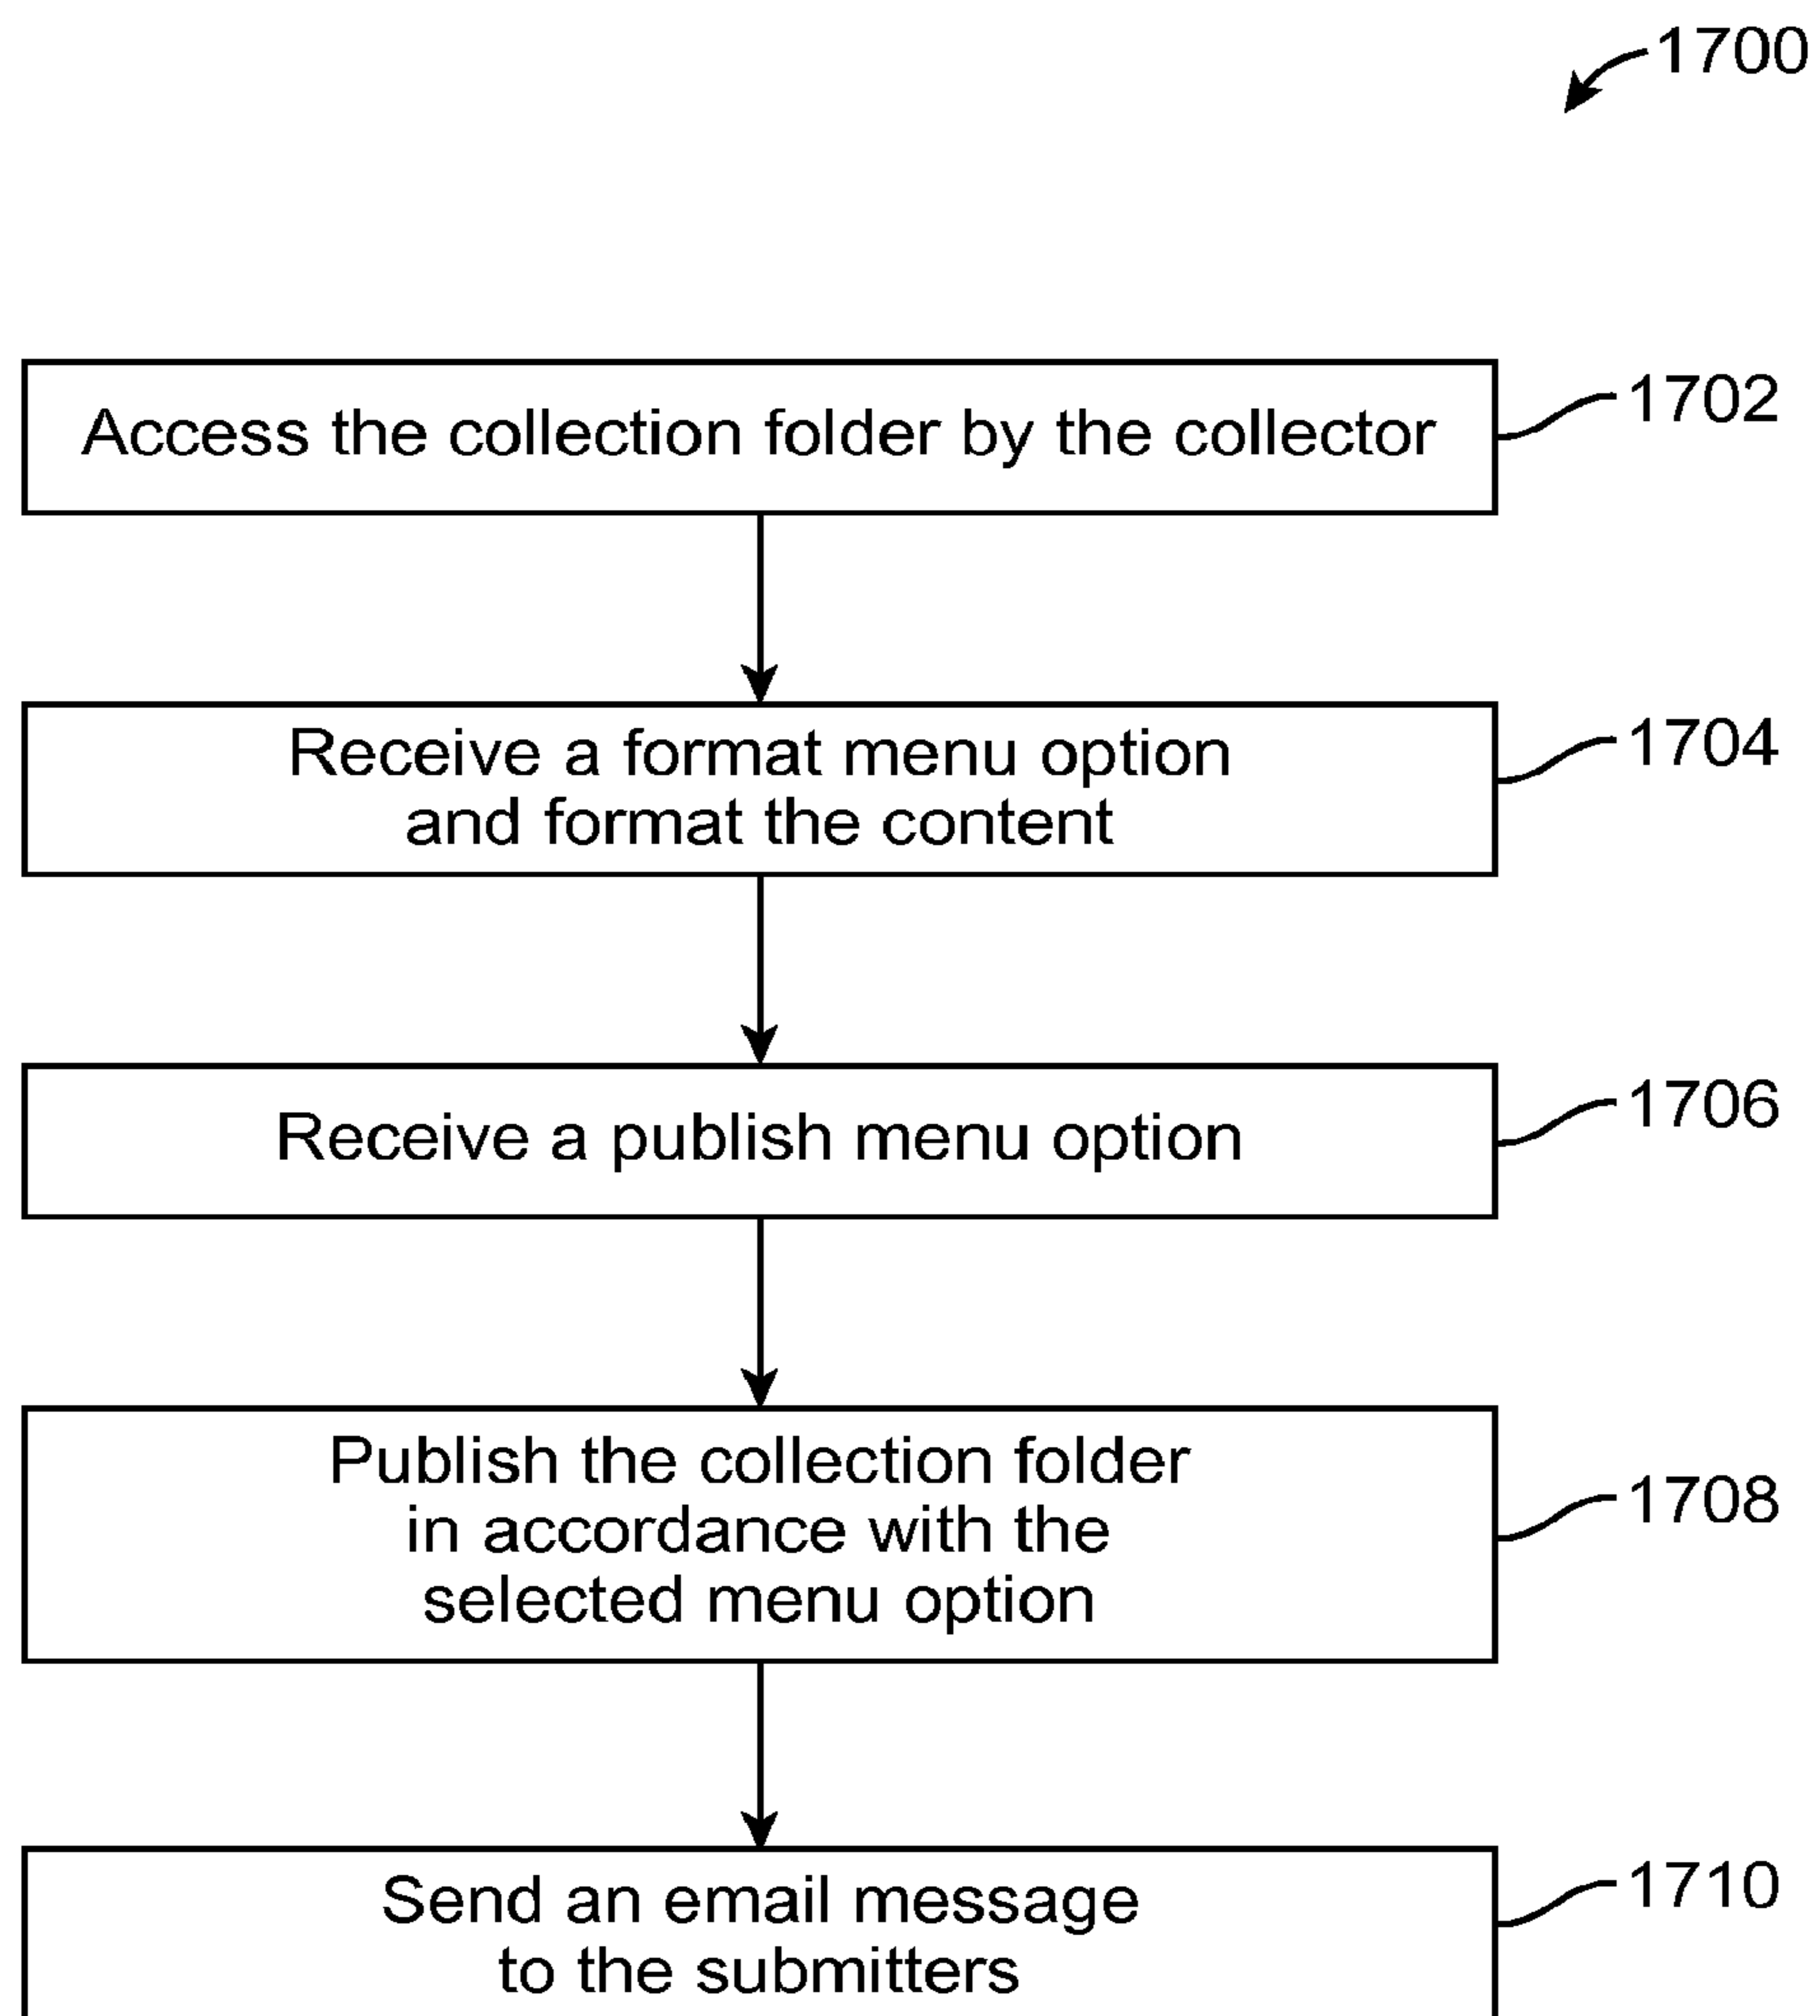 1700
Access the collection folder by the collector
1702
Receive a format menu option
and format the content
1704
Receive a publish menu option
1706
Publish the collection folder
in accordance with the
selected menu option
1708
Send an email message
to the submitters
1710